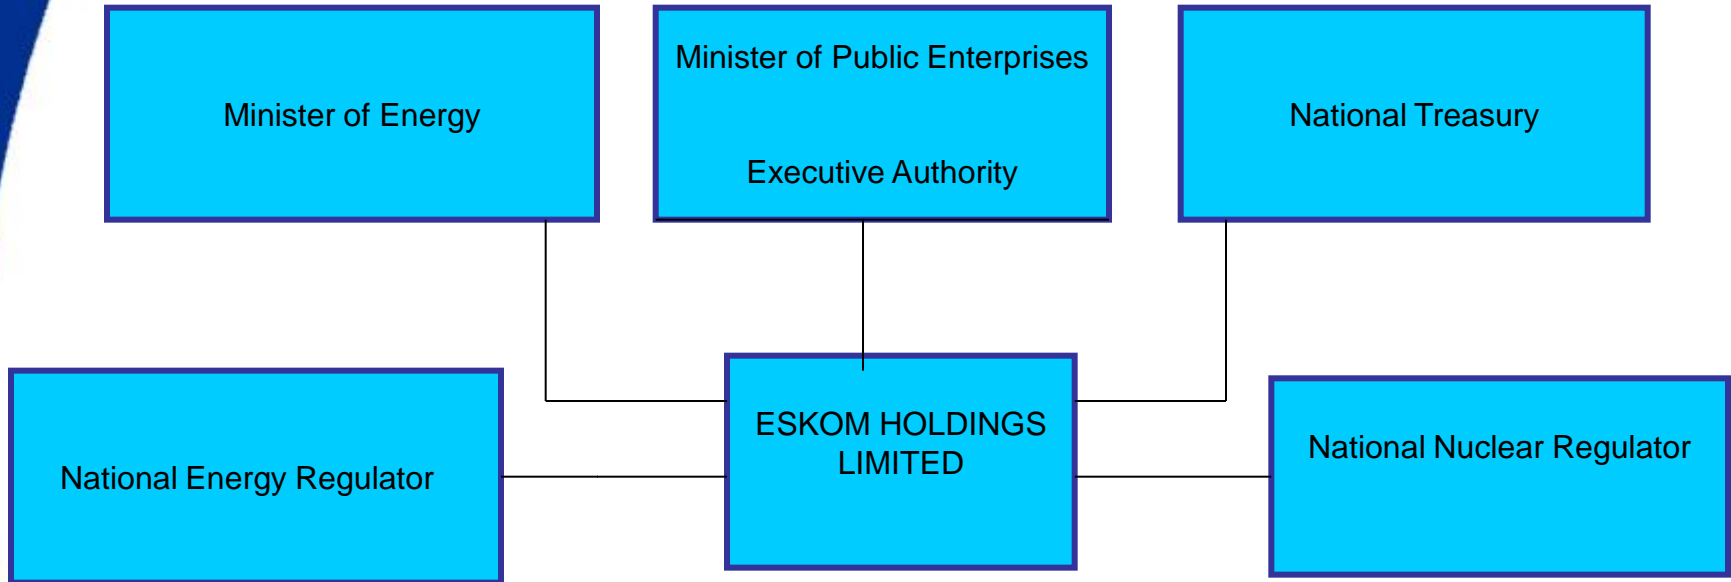 Minister of Energy
Minister of Public Enterprises
Executive Authority
National Treasury
National Energy Regulator
ESKOM HOLDINGS
LIMITED
National Nuclear Regulator